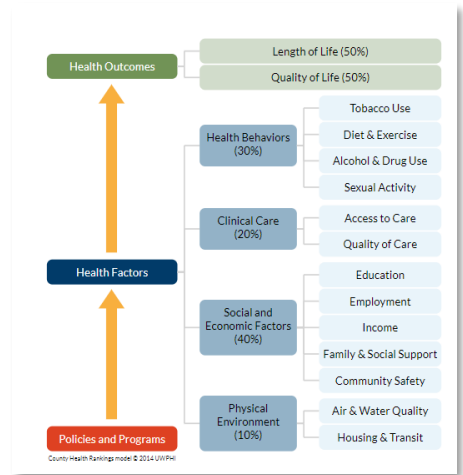 Health Outcomes
Length of Life (50%)
Quality of Life (50%)
Health Behaviors
(30%)
Tobacco Use
Diet & Exercise
Alcohol & Drug Use
Sexual Activity
Clinical Care
(20%)
Access to Care
Quality of Care
Health Factors
Social and
Economic Factors
(40%)
Education
Employment
Income
Family & Social Support
Community Safety
Physical
Environment
(10%)
Air & Water Quality
Housing & Transit
Policies and Programs
County Health Rankings model © 2014 UWPHI